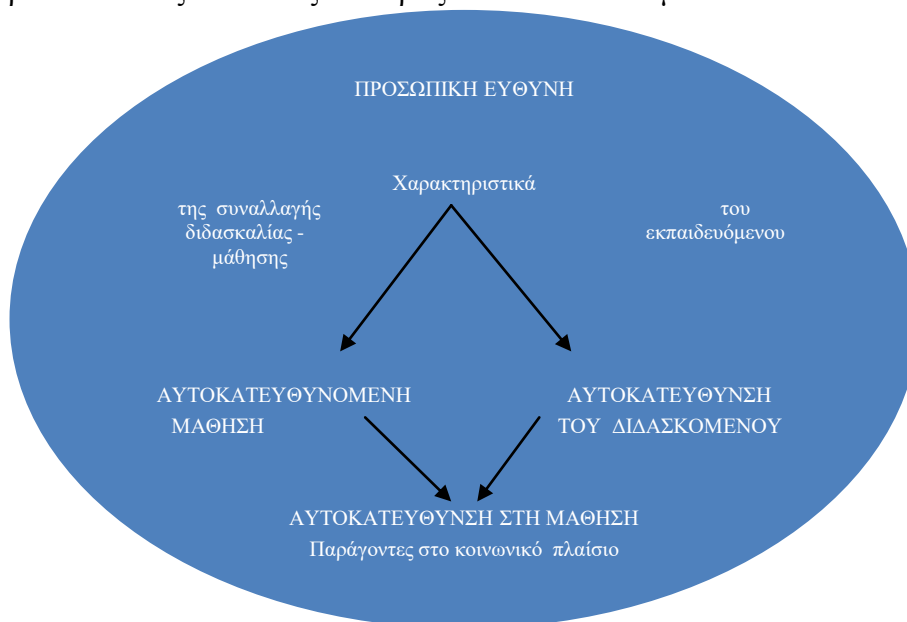 ΠΡΟΣΩΠΙΚΗ ΕΥΘΥΝΗ
Χαρακτηριστικά
της συναλλαγής
διδασκαλίας -
μάθησης
του
εκπαιδευόμενου
ΑΥΤΟΚΑΤΕΥΘΥΝΟΜΕΝΗ
ΜΑΘΗΣΗ
ΑΥΤΟΚΑΤΕΥΘΥΝΣΗ
ΤΟΥ ΔΙΔΑΣΚΟΜΕΝΟΥ
ΑΥΤΟΚΑΤΕΥΘΥΝΣΗ ΣΤΗ ΜΑΘΗΣΗ
Παράγοντες στο κοινωνικό πλαίσιο